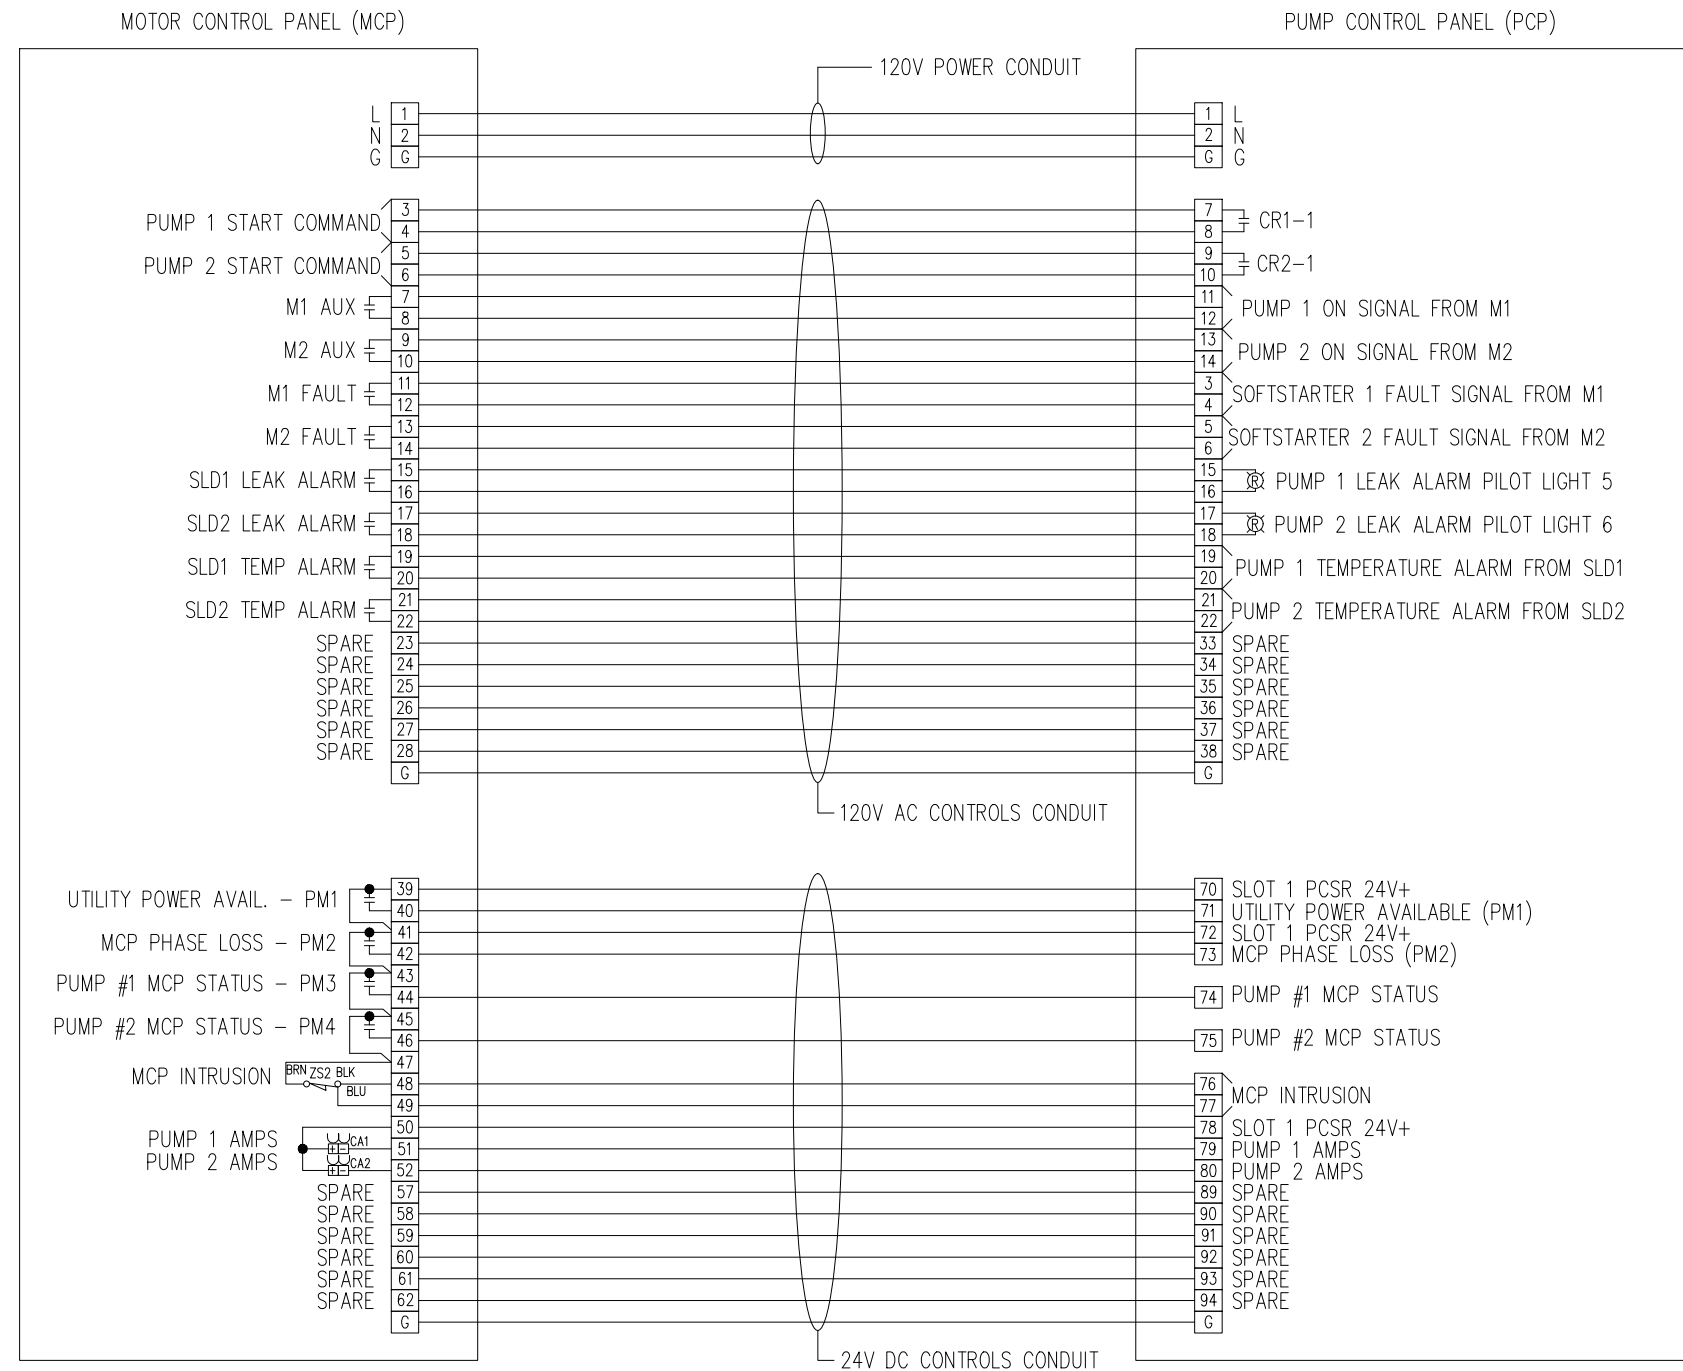 MOTOR CONTROL PANEL (MCP) PUMP CONTROL PANEL (PCP)
120V POWER CONDUIT
L 1 1 L
N 2 2 N
G G G G
PUMP 1 START COMMAND 3 7 CR1-1
4 8
PUMP 2 START COMMAND 5 9 CR2-1
6 10
M1 AUX 7 11 PUMP 1 ON SIGNAL FROM M1
8 12
M2 AUX 9 13 PUMP 2 ON SIGNAL FROM M2
10 14
M1 FAULT 11 3 SOFTSTARTER 1 FAULT SIGNAL FROM M1
12 4
M2 FAULT 13 5 SOFTSTARTER 2 FAULT SIGNAL FROM M2
14 6
SLD1 LEAK ALARM 15 15 R PUMP 1 LEAK ALARM PILOT LIGHT 5
16 16
SLD2 LEAK ALARM 17 17 R PUMP 2 LEAK ALARM PILOT LIGHT 6
18 18
SLD1 TEMP ALARM 19 19 PUMP 1 TEMPERATURE ALARM FROM SLD1
20 20
SLD2 TEMP ALARM 21 21 PUMP 2 TEMPERATURE ALARM FROM SLD2
22 22
SPARE 23 33 SPARE
SPARE 24 34 SPARE
SPARE 25 35 SPARE
SPARE 26 36 SPARE
SPARE 27 37 SPARE
SPARE 28 38 SPARE
G G
120V AC CONTROLS CONDUIT
UTILITY POWER AVAIL. - PM1 39 70 SLOT 1 PCSR 24V+
40 71 UTILITY POWER AVAILABLE (PM1)
MCP PHASE LOSS - PM2 41 72 SLOT 1 PCSR 24V+
42 73 MCP PHASE LOSS (PM2)
PUMP #1 MCP STATUS - PM3 43
44 74 PUMP #1 MCP STATUS
PUMP #2 MCP STATUS - PM4 45
46 75 PUMP #2 MCP STATUS
47
MCP INTRUSION BRN ZS2 BLK 48 76 MCP INTRUSION
BLU 49 77
50 78 SLOT 1 PCSR 24V+
PUMP 1 AMPS + - CA1 51 79 PUMP 1 AMPS
PUMP 2 AMPS + - CA2 52 80 PUMP 2 AMPS
SPARE 57 89 SPARE
SPARE 58 90 SPARE
SPARE 59 91 SPARE
SPARE 60 92 SPARE
SPARE 61 93 SPARE
SPARE 62 94 SPARE
G G
24V DC CONTROLS CONDUIT